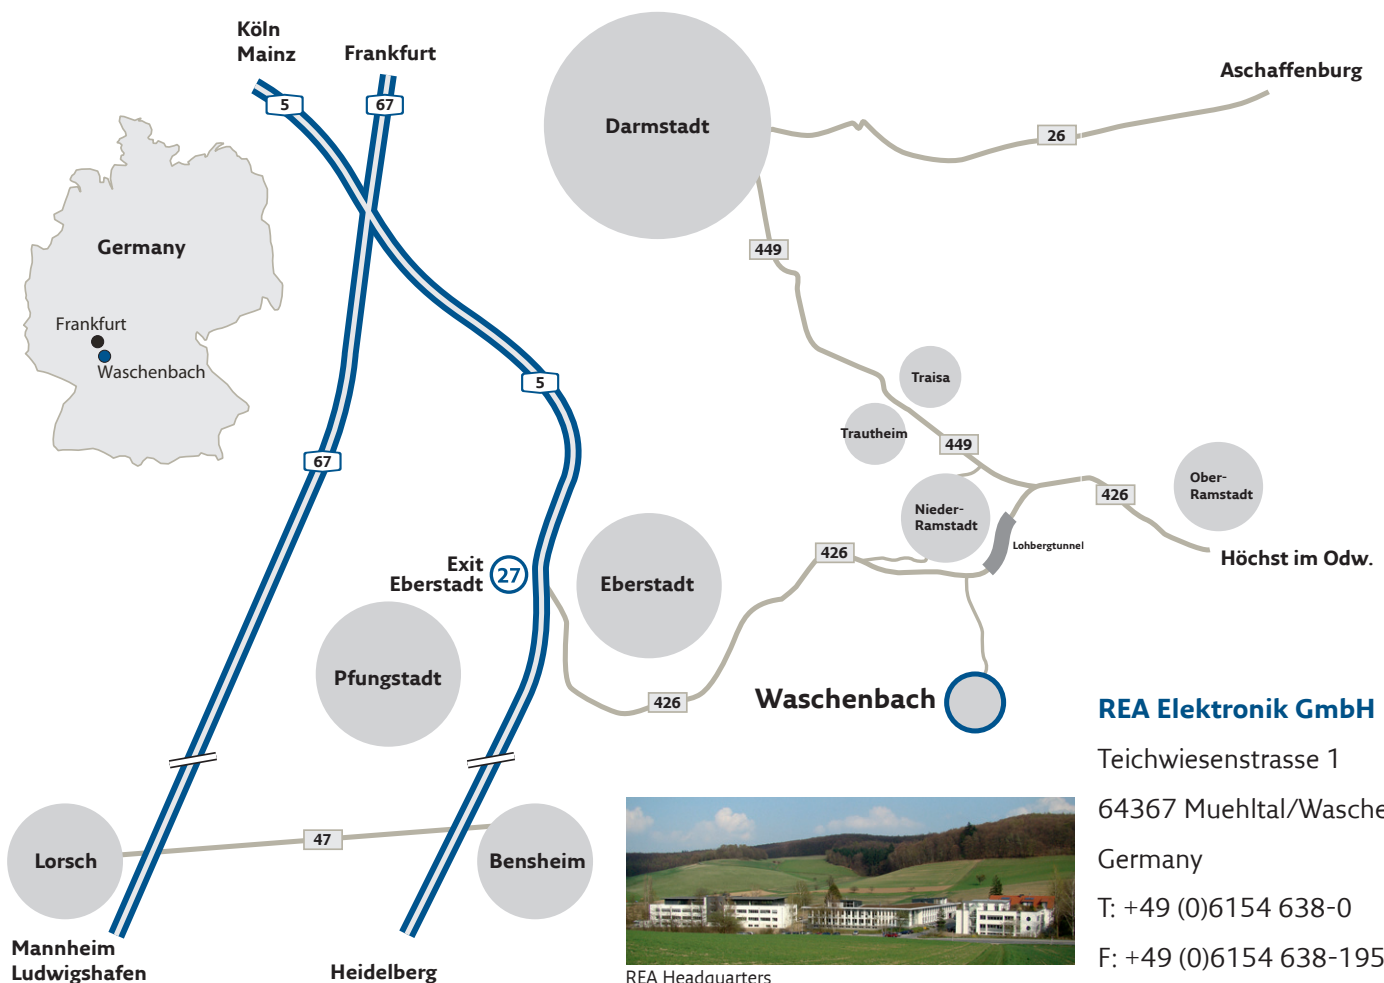 Köln
Mainz
Frankfurt
5
67
Darmstadt
Aschaffenburg
26
Germany
Frankfurt
Waschenbach
449
5
Traisa
Trautheim
449
67
426
Ober-
Ramstadt
Nieder-
Ramstadt
Lohbergtunnel
Höchst im Odw.
426
Exit
Eberstadt
27
Eberstadt
Pfungstadt
426
Waschenbach
REA Elektronik GmbH
Teichwiesenstrasse 1
64367 Muehltal/Wasche
Germany
T: +49 (0)6154 638-0
F: +49 (0)6154 638-195
Lorsch
47
Bensheim
Mannheim
Ludwigshafen
Heidelberg
REA Headquarters